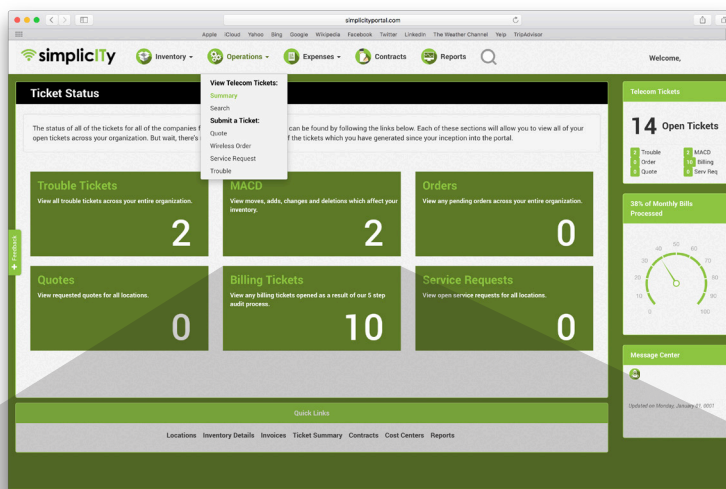 simplicityportal.com
Apple iCloud Yahoo Bing Google Wikipedia Facebook Twitter LinkedIn The Weather Channel Yelp TripAdvisor
simplicITy
Inventory
Operations
Expenses
Contracts
Reports
Welcome,
View Telecom Tickets:
Summary
Search
Submit a Ticket:
Quote
Wireless Order
Service Request
Trouble
Ticket Status
The status of all of the tickets for all of the companies f can be found by following the links below. Each of these sections will allow you to view all of your
open tickets across your organization. But wait, there's f the tickets which you have generated since your inception into the portal.
Trouble Tickets
View all trouble tickets across your entire organization.
2
MACD
View moves, adds, changes and deletions which affect your
inventory.
2
Orders
View any pending orders across your entire organization.
0
Quotes
View requested quotes for all locations.
0
Billing Tickets
View any billing tickets opened as a result of our 5 step
audit process.
10
Service Requests
View open service requests for all locations.
0
Quick Links
Locations Inventory Details Invoices Ticket Summary Contracts Cost Centers Reports
+ Feedback
Telecom Tickets
14 Open Tickets
2 Trouble 2 MACD
0 Order 10 Billing
0 Quote 0 Serv Req
38% of Monthly Bills
Processed
0 10 20 30 40 50 60 70 80 90 100
Message Center
Updated on Monday, January 01, 0001